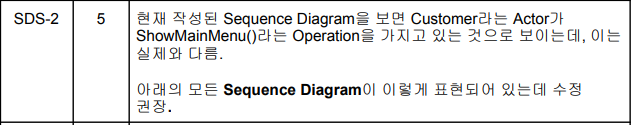 SDS-2 5 현재 작성된 Sequence Diagram을 보면 Customer라는 Actor가
ShowMainMenu()라는 Operation을 가지고 있는 것으로 보이는데, 이는
실제와 다름.
아래의 모든 Sequence Diagram이 이렇게 표현되어 있는데 수정
권장.